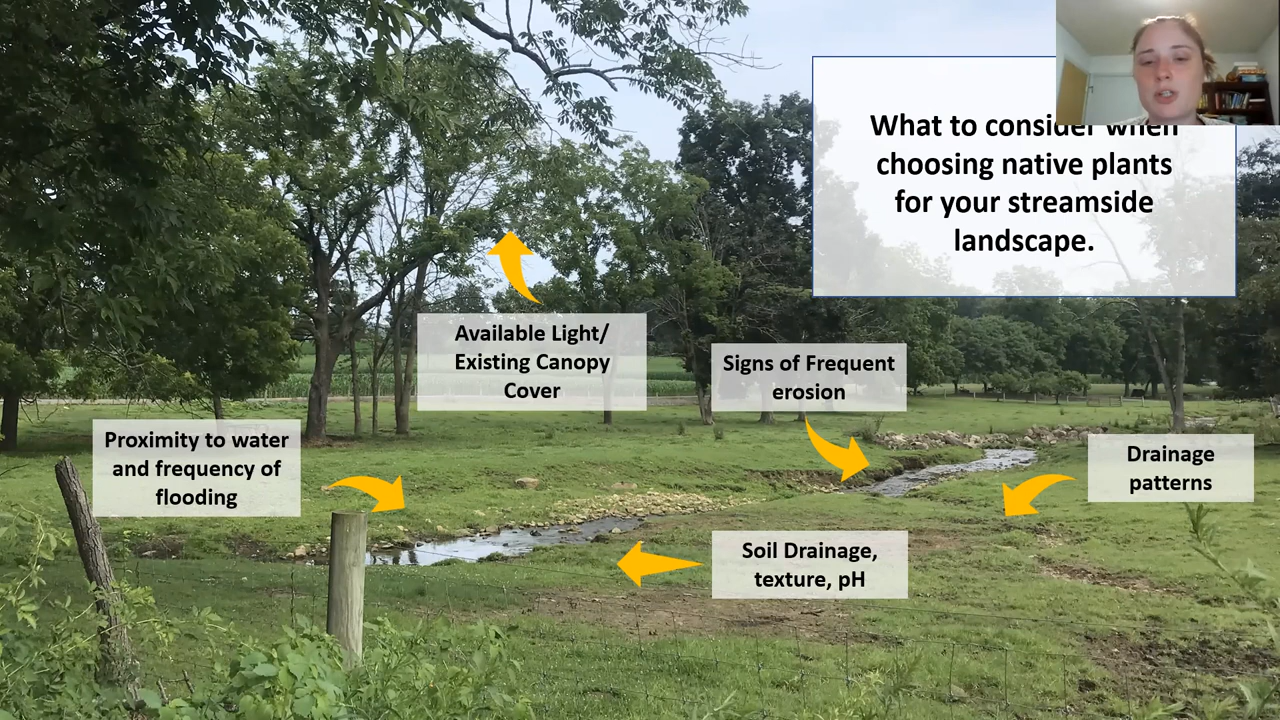 What to consider when
choosing native plants
for your streamside
landscape.
Available Light/
Existing Canopy
Cover
Signs of Frequent
erosion
Proximity to water
and frequency of
flooding
Drainage
patterns
Soil Drainage,
texture, pH